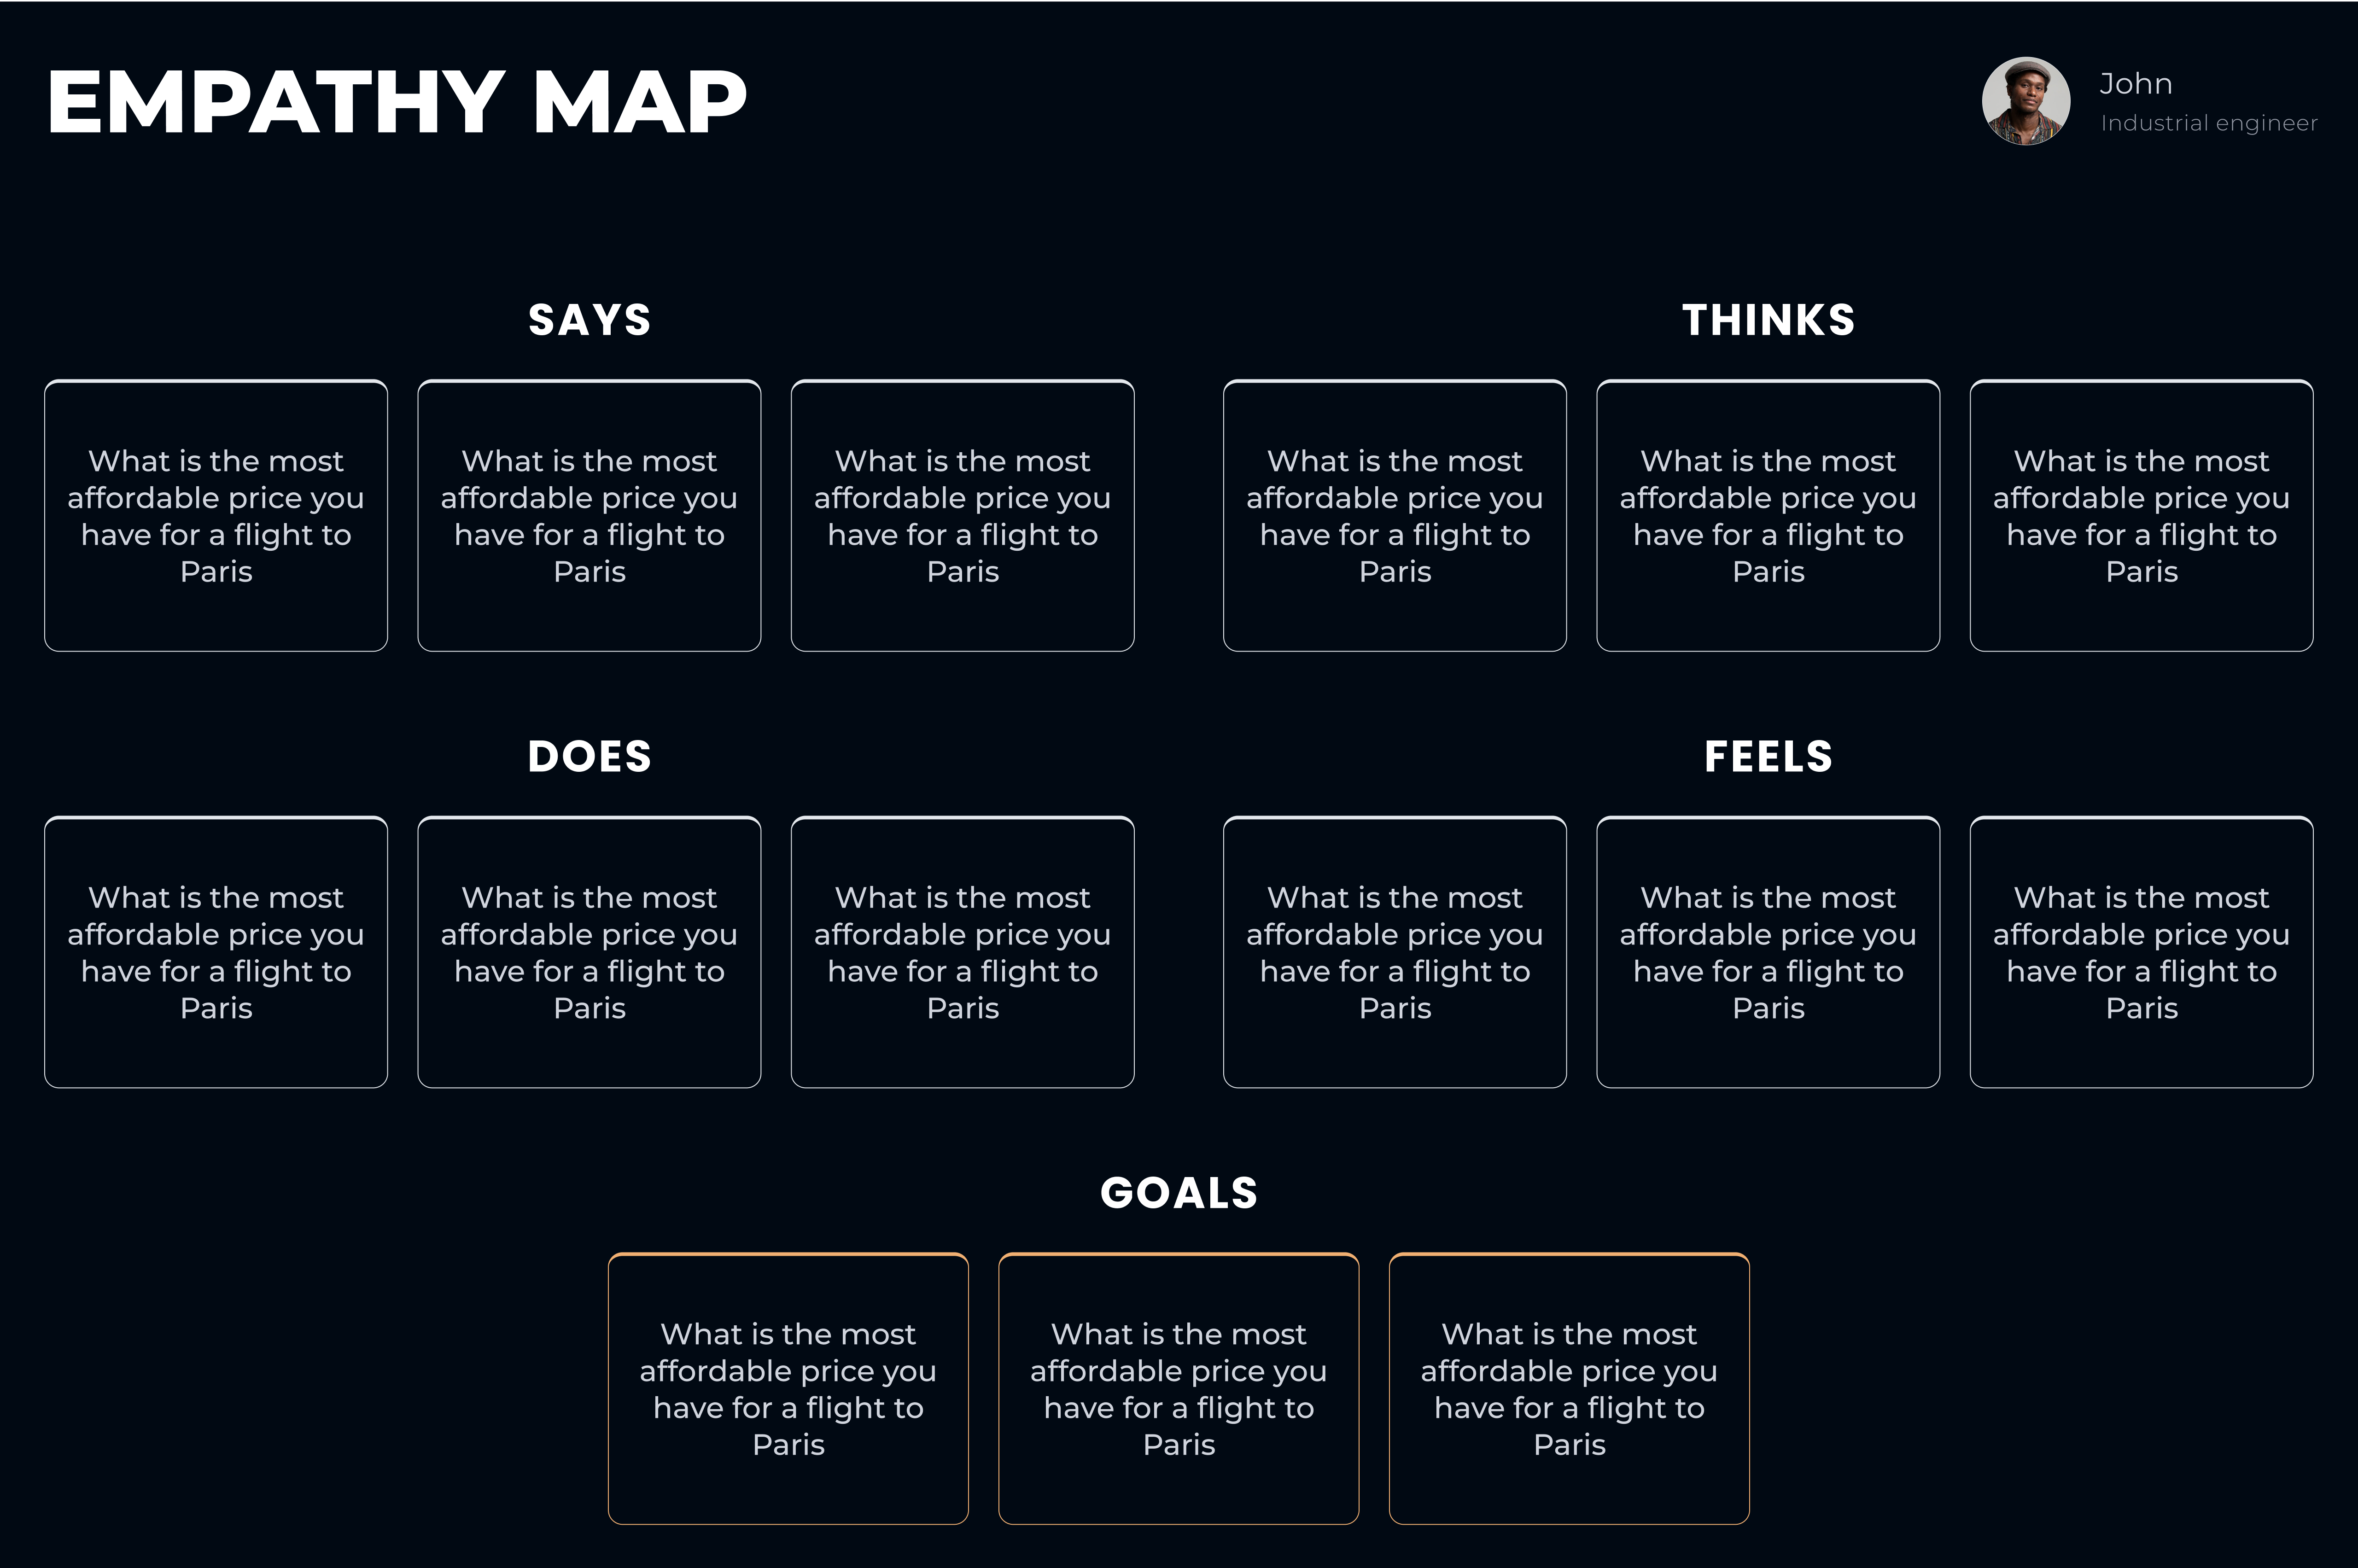 EMPATHY MAP
John
Industrial engineer
SAYS
What is the most
affordable price you
have for a flight to
Paris
What is the most
affordable price you
have for a flight to
Paris
What is the most
affordable price you
have for a flight to
Paris
THINKS
What is the most
affordable price you
have for a flight to
Paris
What is the most
affordable price you
have for a flight to
Paris
What is the most
affordable price you
have for a flight to
Paris
DOES
What is the most
affordable price you
have for a flight to
Paris
What is the most
affordable price you
have for a flight to
Paris
What is the most
affordable price you
have for a flight to
Paris
FEELS
What is the most
affordable price you
have for a flight to
Paris
What is the most
affordable price you
have for a flight to
Paris
What is the most
affordable price you
have for a flight to
Paris
GOALS
What is the most
affordable price you
have for a flight to
Paris
What is the most
affordable price you
have for a flight to
Paris
What is the most
affordable price you
have for a flight to
Paris